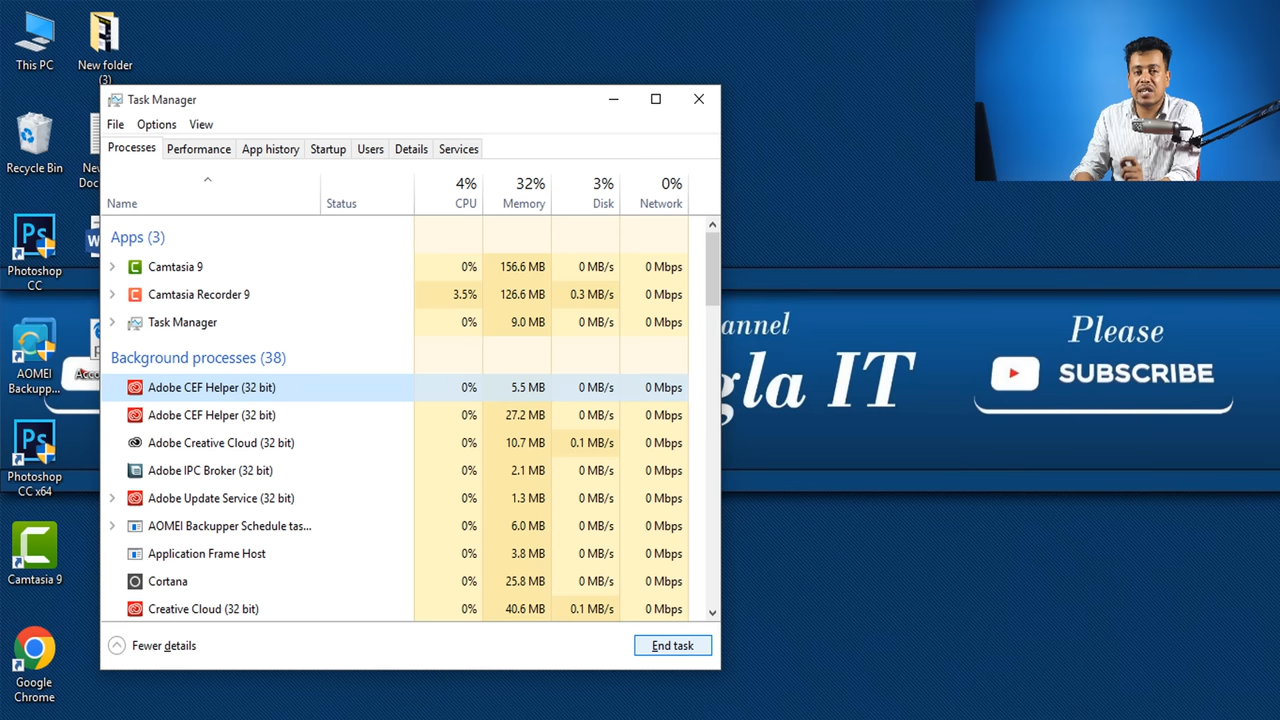 This PC
New folder
(3)
Recycle Bin
New
Doc
Photoshop
CC
AOMEI
Backupp...
Acco
Photoshop
CC x64
Camtasia 9
Google
Chrome
Task Manager
File Options View
Processes Performance App history Startup Users Details Services
4% 32% 3% 0%
Name Status CPU Memory Disk Network
Apps (3)
Camtasia 9 0% 156.6 MB 0 MB/s 0 Mbps
Camtasia Recorder 9 3.5% 126.6 MB 0.3 MB/s 0 Mbps
Task Manager 0% 9.0 MB 0 MB/s 0 Mbps
Background processes (38)
Adobe CEF Helper (32 bit) 0% 5.5 MB 0 MB/s 0 Mbps
Adobe CEF Helper (32 bit) 0% 27.2 MB 0 MB/s 0 Mbps
Adobe Creative Cloud (32 bit) 0% 10.7 MB 0.1 MB/s 0 Mbps
Adobe IPC Broker (32 bit) 0% 2.1 MB 0 MB/s 0 Mbps
Adobe Update Service (32 bit) 0% 1.3 MB 0 MB/s 0 Mbps
AOMEI Backupper Schedule tas... 0% 6.0 MB 0 MB/s 0 Mbps
Application Frame Host 0% 3.8 MB 0 MB/s 0 Mbps
Cortana 0% 25.8 MB 0 MB/s 0 Mbps
Creative Cloud (32 bit) 0% 40.6 MB 0.1 MB/s 0 Mbps
Fewer details End task
annel
gla IT
Please
SUBSCRIBE